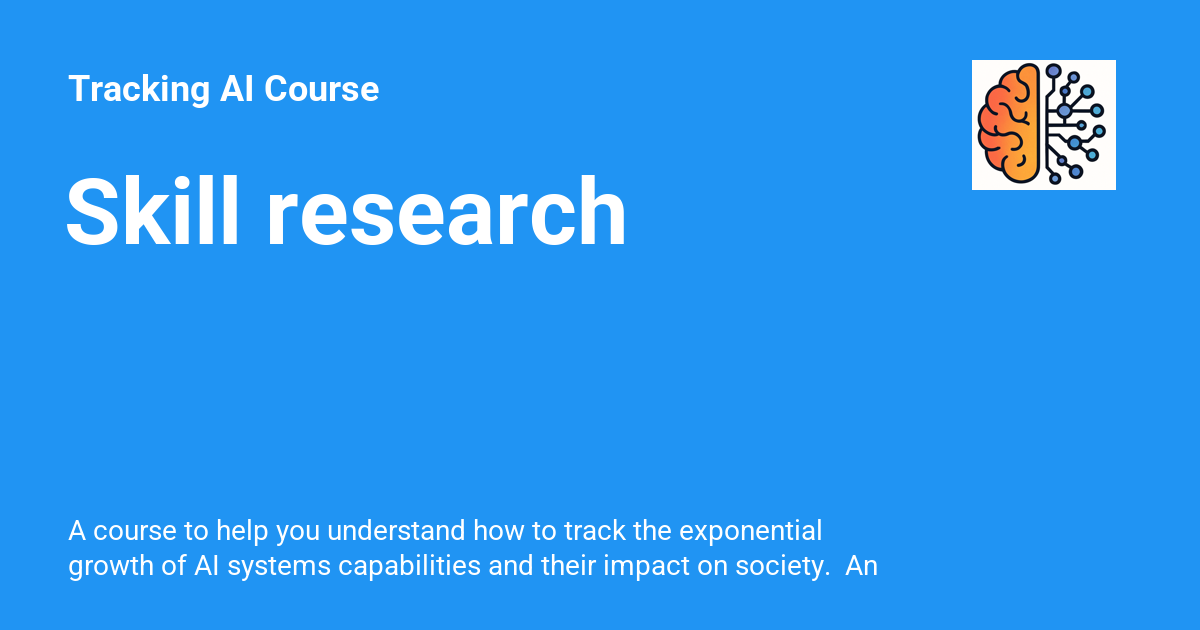 Tracking AI Course
Skill research
A course to help you understand how to track the exponential
growth of AI systems capabilities and their impact on society.  An